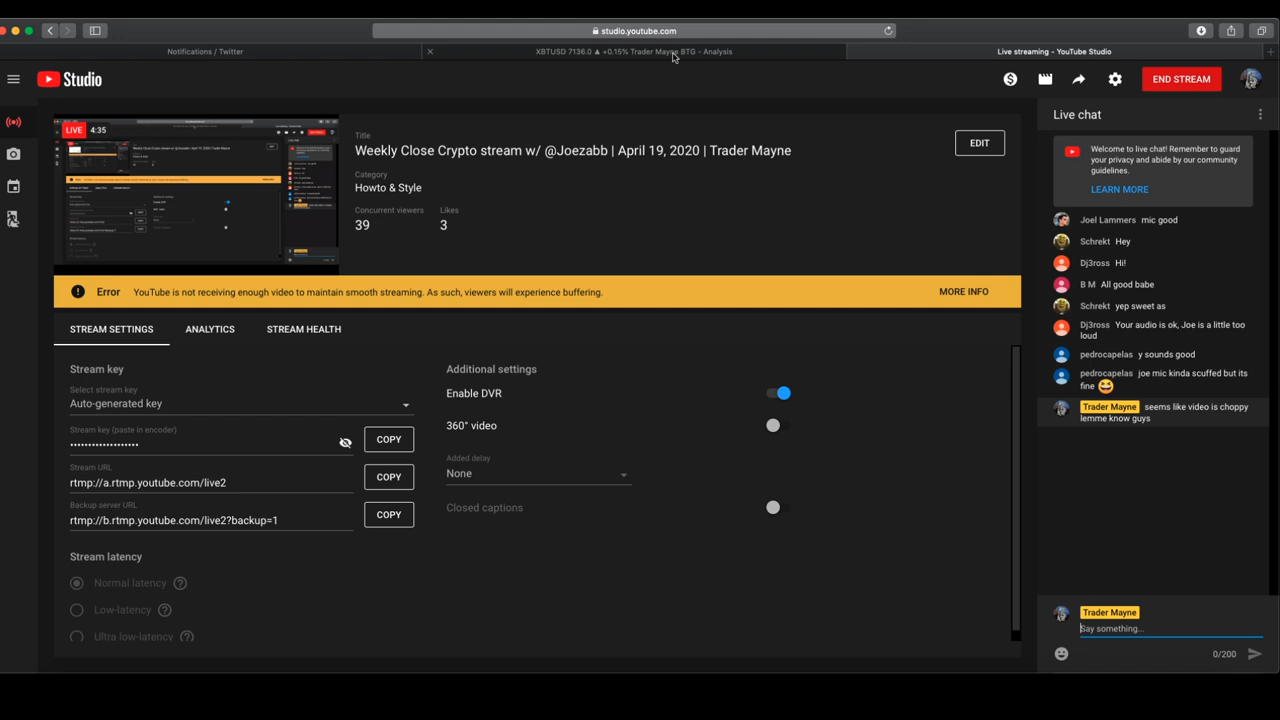 studio.youtube.com
Notifications / Twitter
XBTUSD 7136.0 ▲ +0.15% Trader Mayne BTG - Analysis
Live streaming - YouTube Studio
Studio
END STREAM
LIVE 4:35
Title
Weekly Close Crypto stream w/ @Joezabb | April 19, 2020 | Trader Mayne
EDIT
Category
Howto & Style
Concurrent viewers
Likes
39
3
Error YouTube is not receiving enough video to maintain smooth streaming. As such, viewers will experience buffering.
MORE INFO
STREAM SETTINGS
ANALYTICS
STREAM HEALTH
Stream key
Select stream key
Auto-generated key
Stream key (paste in encoder)
•••••••••••••••••••
COPY
Stream URL
rtmp://a.rtmp.youtube.com/live2
COPY
Backup server URL
rtmp://b.rtmp.youtube.com/live2?backup=1
COPY
Stream latency
Normal latency
Low-latency
Ultra low-latency
Additional settings
Enable DVR
360° video
Added delay
None
Closed captions
Live chat
Welcome to live chat! Remember to guard
your privacy and abide by our community
guidelines.
LEARN MORE
Joel Lammers mic good
Schrekt Hey
Dj3ross Hi!
B M All good babe
Schrekt yep sweet as
Dj3ross Your audio is ok, Joe is a little too
loud
pedrocapelas y sounds good
pedrocapelas joe mic kinda scuffed but its
fine 😆
Trader Mayne seems like video is choppy
lemme know guys
Trader Mayne
Say something...
0/200